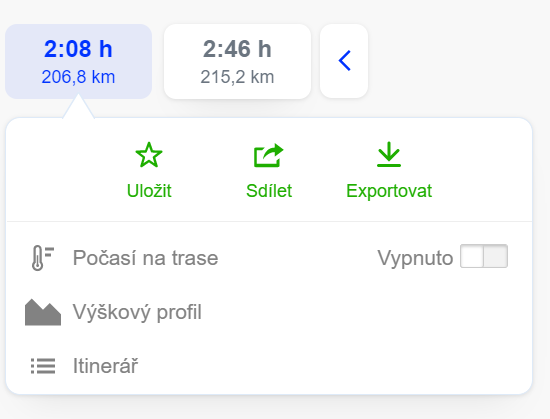 2:08 h
206,8 km
2:46 h
215,2 km
Uložit
Sdílet
Exportovat
Počasí na trase
Vypnuto
Výškový profil
Itinerář